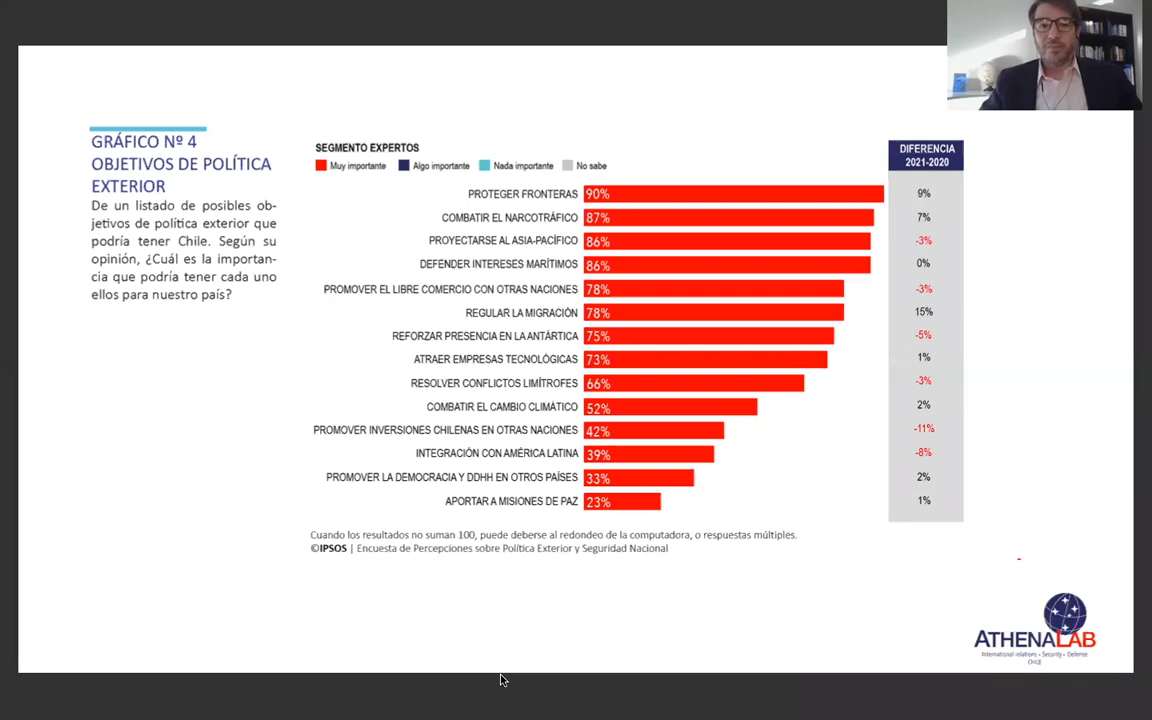 GRÁFICO Nº 4
OBJETIVOS DE POLÍTICA
EXTERIOR
De un listado de posibles ob-
jetivos de política exterior que
podría tener Chile. Según su
opinión, ¿Cuál es la importan-
cia que podría tener cada uno
ellos para nuestro país?
SEGMENTO EXPERTOS
Muy importante Algo importante Nada importante No sabe
DIFERENCIA
2021-2020
PROTEGER FRONTERAS 90% 9%
COMBATIR EL NARCOTRÁFICO 87% 7%
PROYECTARSE AL ASIA-PACÍFICO 86% -3%
DEFENDER INTERESES MARÍTIMOS 86% 0%
PROMOVER EL LIBRE COMERCIO CON OTRAS NACIONES 78% -3%
REGULAR LA MIGRACIÓN 78% 15%
REFORZAR PRESENCIA EN LA ANTÁRTICA 75% -5%
ATRAER EMPRESAS TECNOLÓGICAS 73% 1%
RESOLVER CONFLICTOS LIMÍTROFES 66% -3%
COMBATIR EL CAMBIO CLIMÁTICO 52% 2%
PROMOVER INVERSIONES CHILENAS EN OTRAS NACIONES 42% -11%
INTEGRACIÓN CON AMÉRICA LATINA 39% -8%
PROMOVER LA DEMOCRACIA Y DDHH EN OTROS PAÍSES 33% 2%
APORTAR A MISIONES DE PAZ 23% 1%
Cuando los resultados no suman 100, puede deberse al redondeo de la computadora, o respuestas múltiples.
©IPSOS | Encuesta de Percepciones sobre Política Exterior y Seguridad Nacional
ATHENALAB
International relations • Security • Defense
CHILE